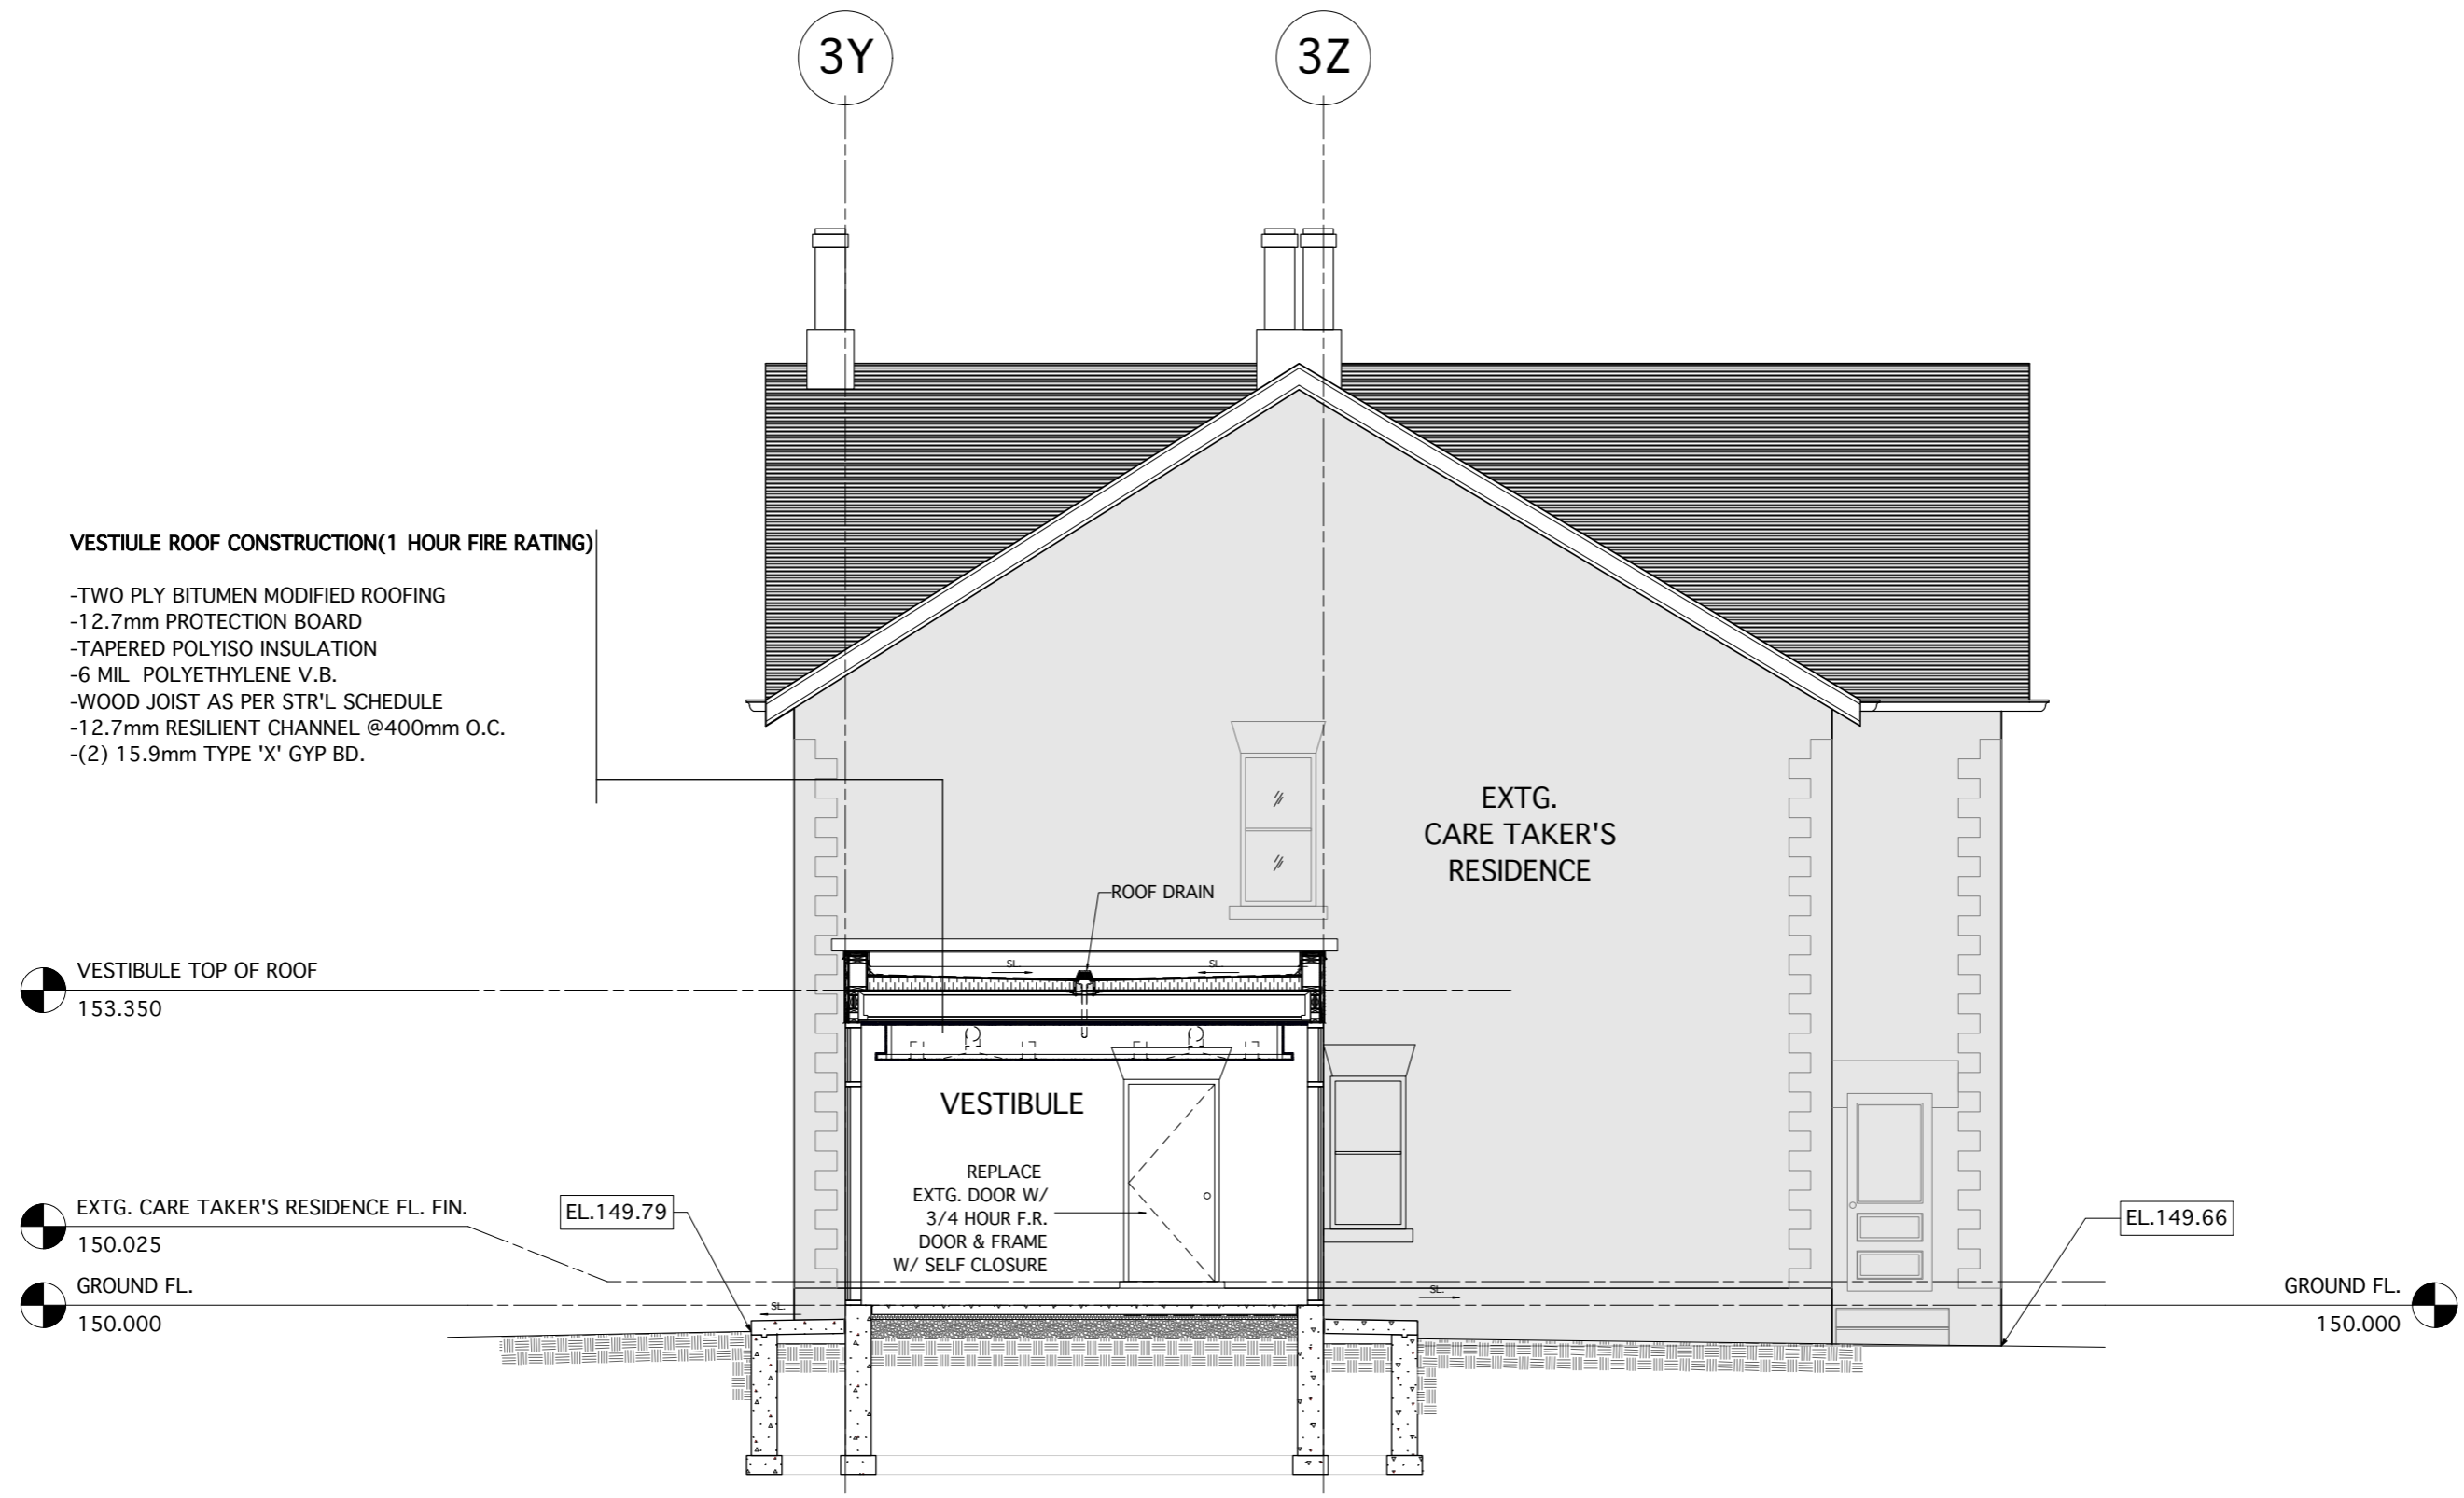 3Y
3Z
VESTIULE ROOF CONSTRUCTION(1 HOUR FIRE RATING)
-TWO PLY BITUMEN MODIFIED ROOFING
-12.7mm PROTECTION BOARD
-TAPERED POLYISO INSULATION
-6 MIL  POLYETHYLENE V.B.
-WOOD JOIST AS PER STR'L SCHEDULE
-12.7mm RESILIENT CHANNEL @400mm O.C.
-(2) 15.9mm TYPE 'X' GYP BD.
EXTG.
CARE TAKER'S
RESIDENCE
ROOF DRAIN
SL.
SL.
VESTIBULE TOP OF ROOF
153.350
VESTIBULE
REPLACE
EXTG. DOOR W/
3/4 HOUR F.R.
DOOR & FRAME
W/ SELF CLOSURE
EXTG. CARE TAKER'S RESIDENCE FL. FIN.
150.025
EL.149.79
EL.149.66
GROUND FL.
150.000
SL.
SL.
GROUND FL.
150.000